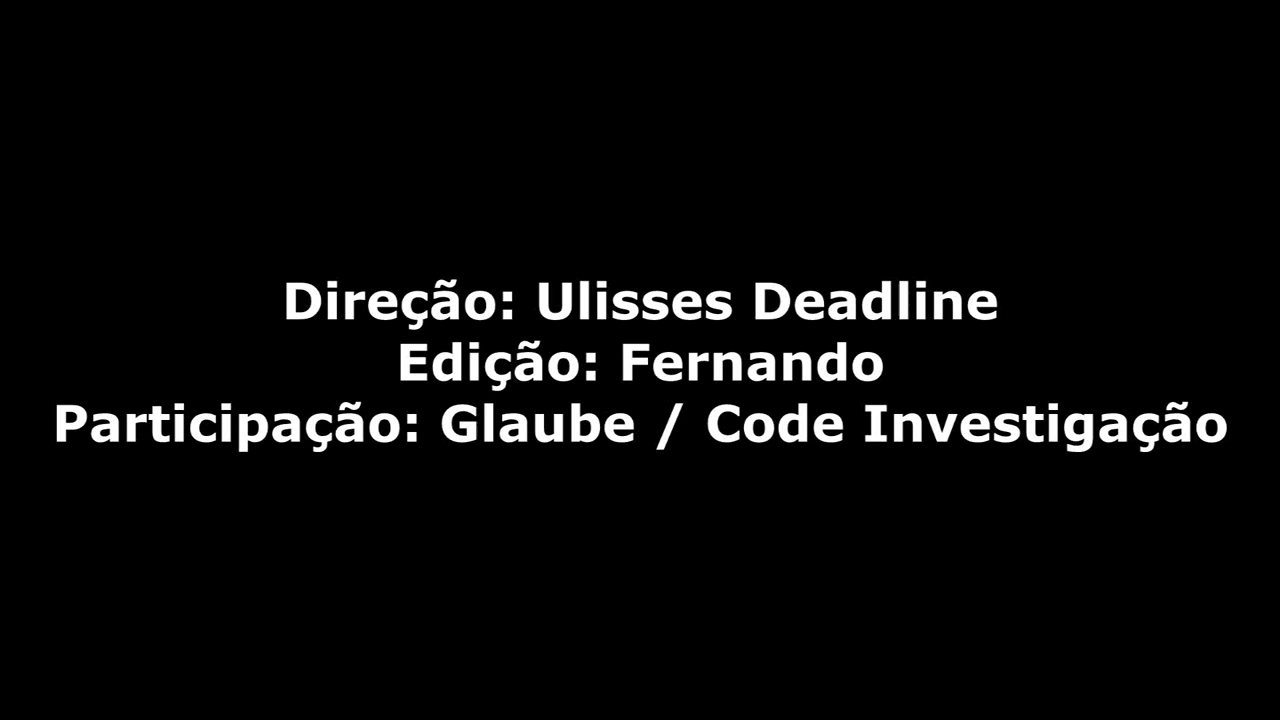 Direção: Ulisses Deadline
Edição: Fernando
Participação: Glaube / Code Investigação